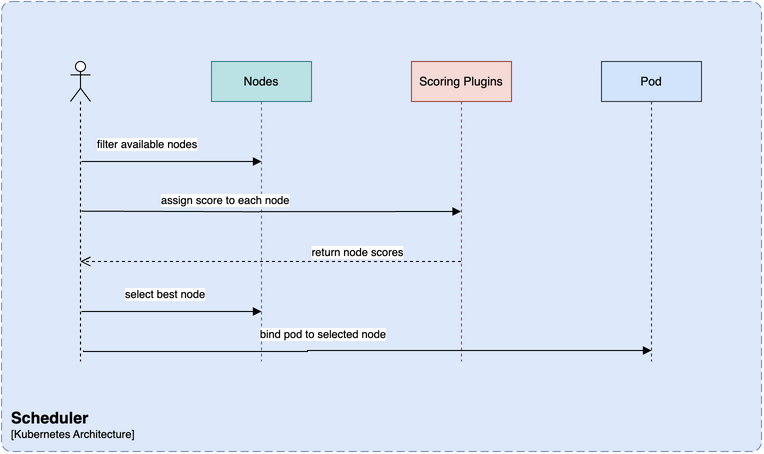 Nodes
Scoring Plugins
Pod
filter available nodes
assign score to each node
return node scores
select best node
bind pod to selected node
Scheduler
[Kubernetes Architecture]